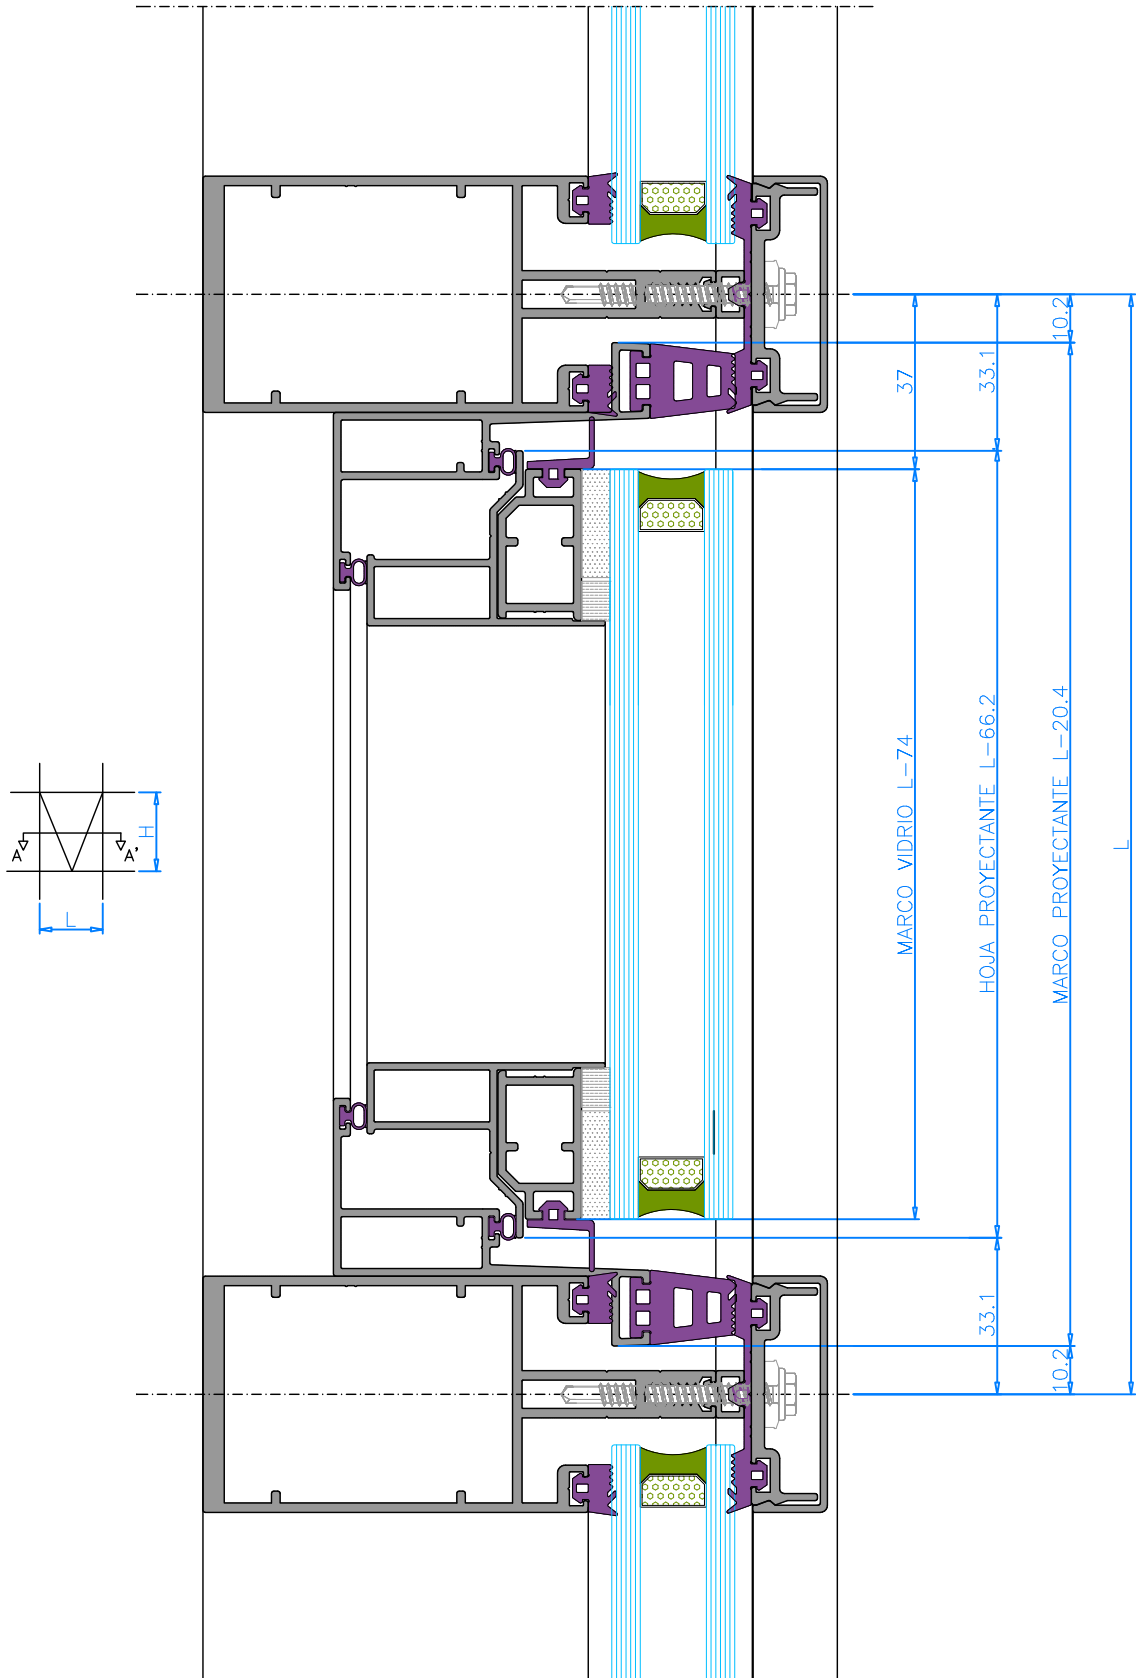 10.2
33.1
37
MARCO VIDRIO L-74
HOJA PROYECTANTE L-66.2
MARCO PROYECTANTE L-20.4
L
A
A'
H
L
33.1
10.2